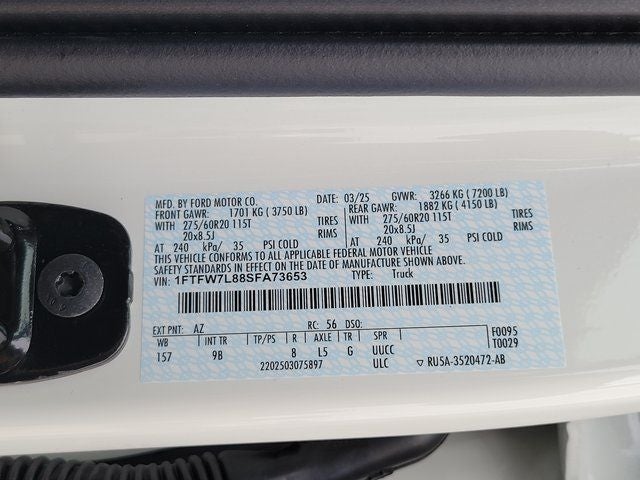 MFD. BY FORD MOTOR CO. DATE: 03/25 GVWR: 3266 KG ( 7200 LB)
FRONT GAWR: 1701 KG ( 3750 LB) REAR GAWR: 1882 KG ( 4150 LB)
WITH 275/60R20 115T TIRES WITH 275/60R20 115T TIRES
20x8.5J RIMS 20x8.5J RIMS
AT 240 kPa/ 35 PSI COLD AT 240 kPa/ 35 PSI COLD
THIS VEHICLE CONFORMS TO ALL APPLICABLE FEDERAL MOTOR VEHICLE
SAFETY STANDARDS IN EFFECT ON THE DATE OF MANUFACTURE SHOWN ABOVE.
VIN: 1FTFW7L88SFA73653 TYPE: Truck
EXT PNT: AZ RC: 56 DSO: F0095
WB INT TR TP/PS R AXLE TR SPR T0029
157 9B 8 L5 G UUCC
2202503075897 ULC RU5A-3520472-AB